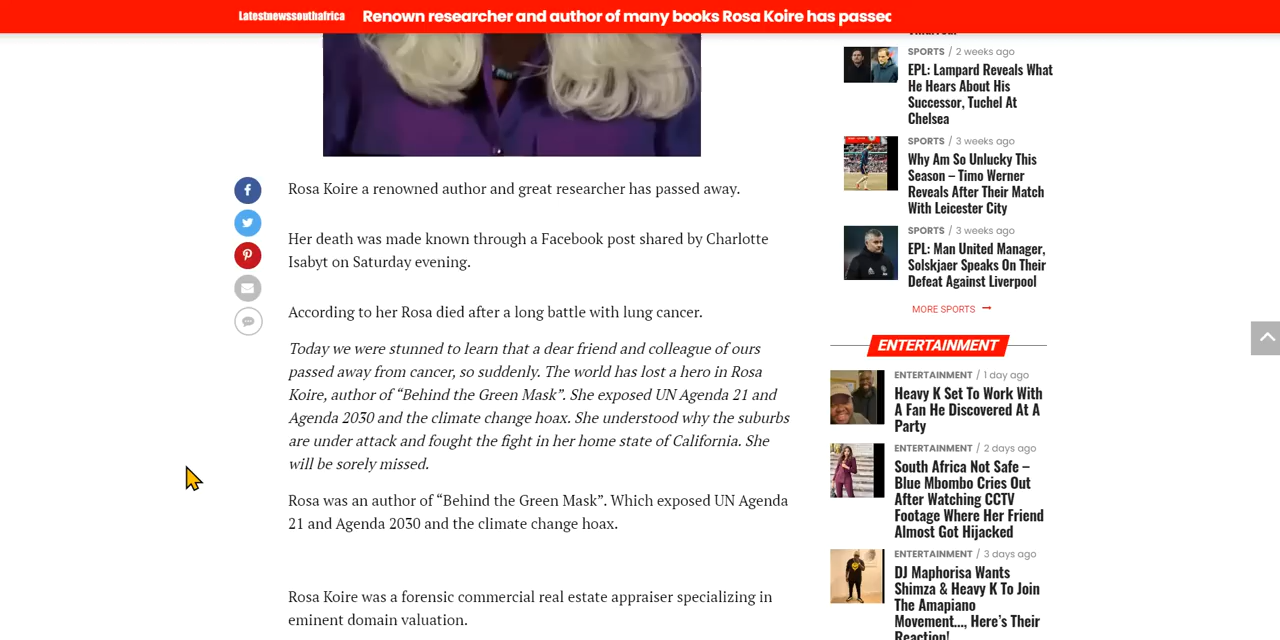 Latestnewssouthafrica Renown researcher and author of many books Rosa Koire has passed
Rosa Koire a renowned author and great researcher has passed away.
Her death was made known through a Facebook post shared by Charlotte
Isabyt on Saturday evening.
According to her Rosa died after a long battle with lung cancer.
Today we were stunned to learn that a dear friend and colleague of ours
passed away from cancer, so suddenly. The world has lost a hero in Rosa
Koire, author of “Behind the Green Mask”. She exposed UN Agenda 21 and
Agenda 2030 and the climate change hoax. She understood why the suburbs
are under attack and fought the fight in her home state of California. She
will be sorely missed.
Rosa was an author of “Behind the Green Mask”. Which exposed UN Agenda
21 and Agenda 2030 and the climate change hoax.
Rosa Koire was a forensic commercial real estate appraiser specializing in
eminent domain valuation.
SPORTS / 2 weeks ago
EPL: Lampard Reveals What
He Hears About His
Successor, Tuchel At
Chelsea
SPORTS / 3 weeks ago
Why Am So Unlucky This
Season – Timo Werner
Reveals After Their Match
With Leicester City
SPORTS / 3 weeks ago
EPL: Man United Manager,
Solskjaer Speaks On Their
Defeat Against Liverpool
MORE SPORTS
ENTERTAINMENT
ENTERTAINMENT / 1 day ago
Heavy K Set To Work With
A Fan He Discovered At A
Party
ENTERTAINMENT / 2 days ago
South Africa Not Safe –
Blue Mbombo Cries Out
After Watching CCTV
Footage Where Her Friend
Almost Got Hijacked
ENTERTAINMENT / 3 days ago
DJ Maphorisa Wants
Shimza & Heavy K To Join
The Amapiano
Movement..., Here’s Their
Reaction!